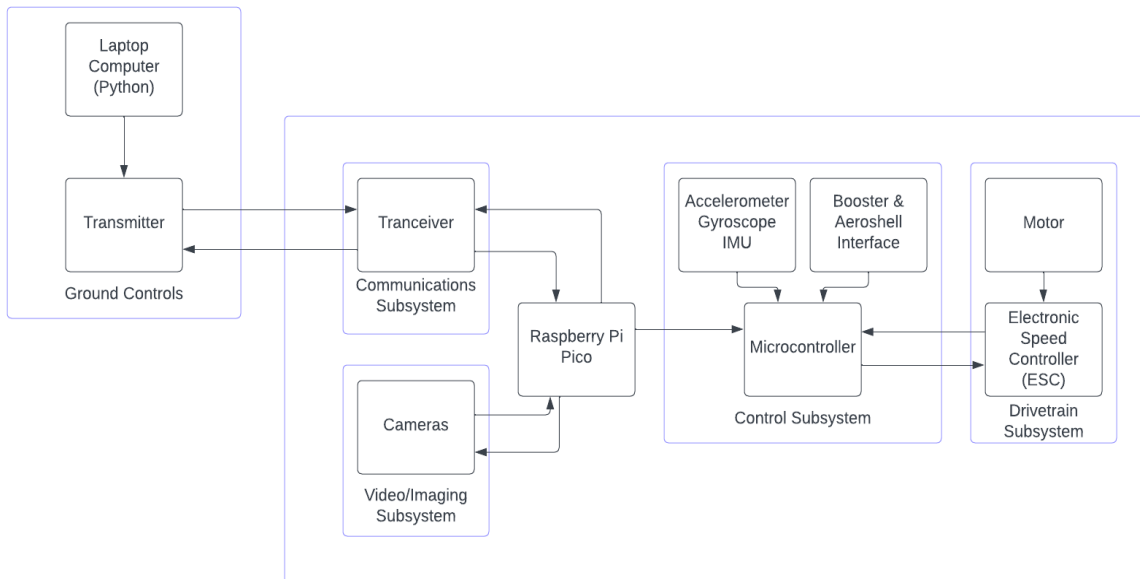 Laptop
Computer
(Python)
Transmitter
Ground Controls
Tranceiver
Communications
Subsystem
Raspberry Pi
Pico
Cameras
Video/Imaging
Subsystem
Accelerometer
Gyroscope
IMU
Booster &
Aeroshell
Interface
Microcontroller
Control Subsystem
Motor
Electronic
Speed
Controller
(ESC)
Drivetrain
Subsystem